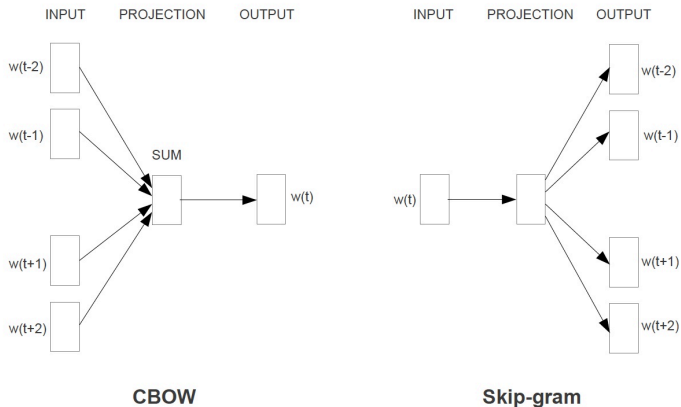 INPUT PROJECTION OUTPUT
w(t-2)
w(t-1)
SUM
w(t)
w(t+1)
w(t+2)
CBOW
INPUT PROJECTION OUTPUT
w(t-2)
w(t-1)
w(t)
w(t+1)
w(t+2)
Skip-gram